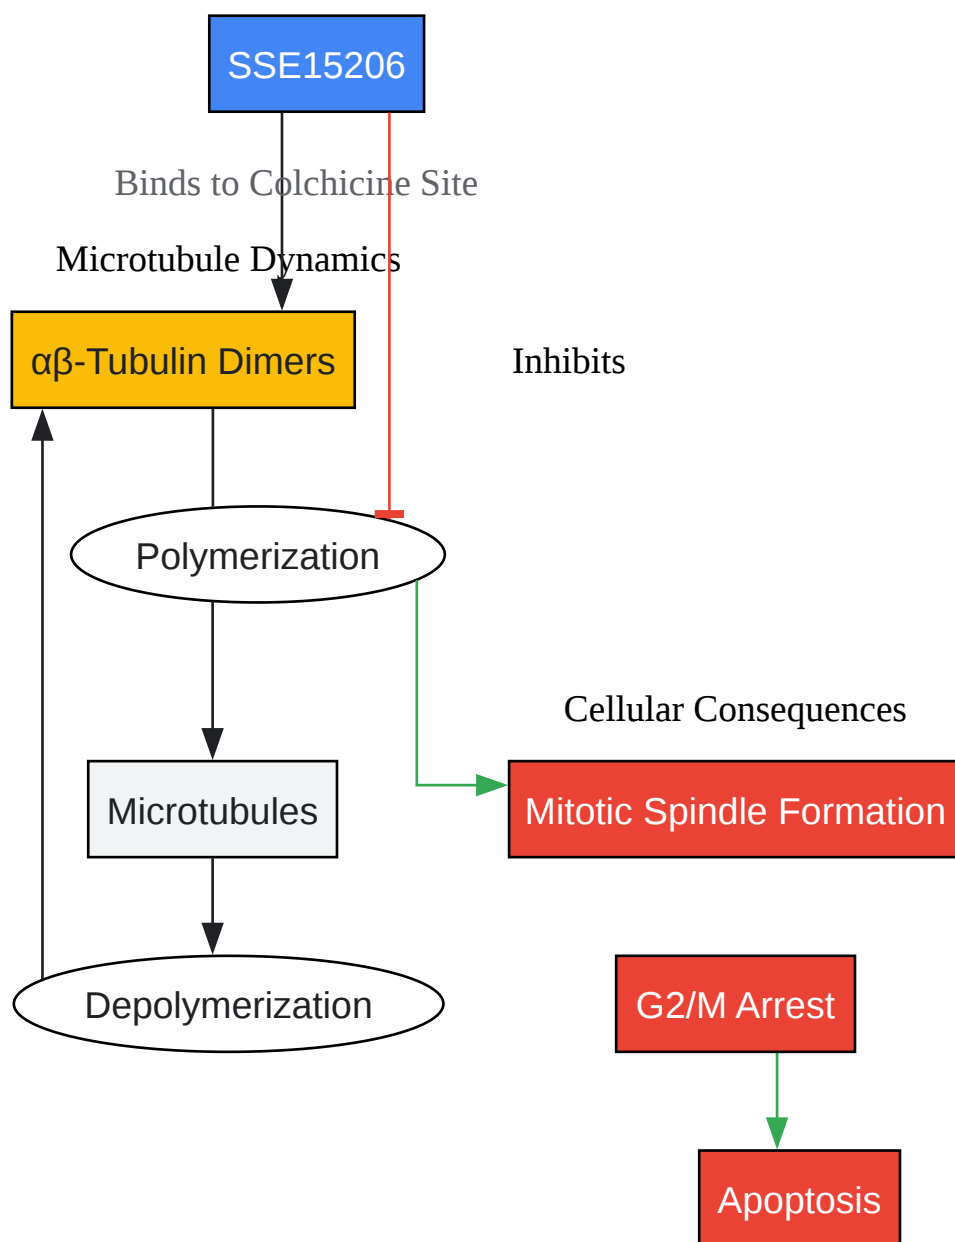 SSE15206
Binds to Colchicine Site
Microtubule Dynamics
αβ-Tubulin Dimers
Inhibits
Polymerization
Cellular Consequences
Microtubules
Mitotic Spindle Formation
Depolymerization
G2/M Arrest
Apoptosis